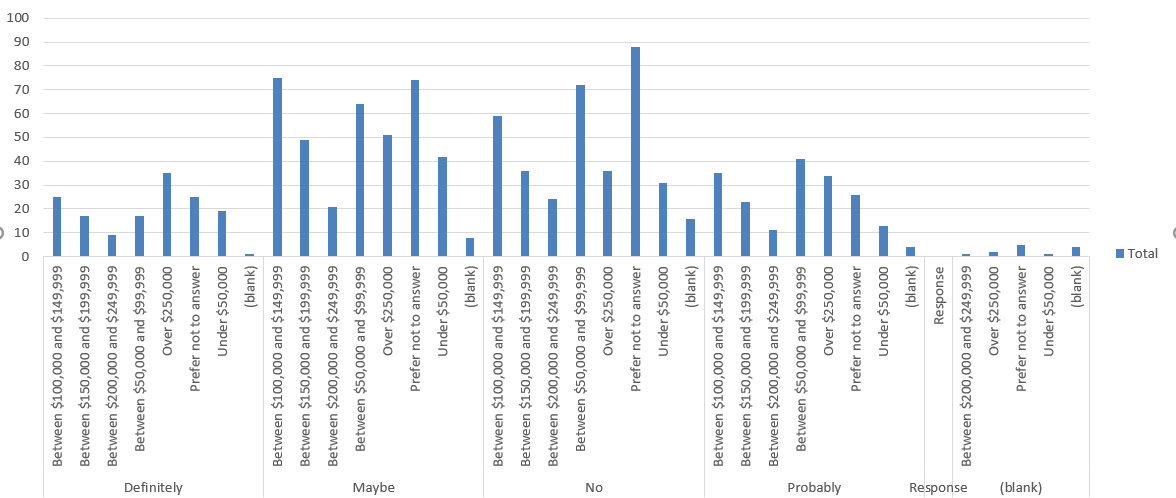 100
90
80
70
60
50
40
30
20
10
0
Between $100,000 and $149,999
Between $150,000 and $199,999
Between $200,000 and $249,999
Between $50,000 and $99,999
Over $250,000
Prefer not to answer
Under $50,000
(blank)
Between $100,000 and $149,999
Between $150,000 and $199,999
Between $200,000 and $249,999
Between $50,000 and $99,999
Over $250,000
Prefer not to answer
Under $50,000
(blank)
Between $100,000 and $149,999
Between $150,000 and $199,999
Between $200,000 and $249,999
Between $50,000 and $99,999
Over $250,000
Prefer not to answer
Under $50,000
(blank)
Between $100,000 and $149,999
Between $150,000 and $199,999
Between $200,000 and $249,999
Between $50,000 and $99,999
Over $250,000
Prefer not to answer
Under $50,000
(blank)
Response
Between $200,000 and $249,999
Over $250,000
Prefer not to answer
Under $50,000
(blank)
Definitely
Maybe
No
Probably
Response
(blank)
Total